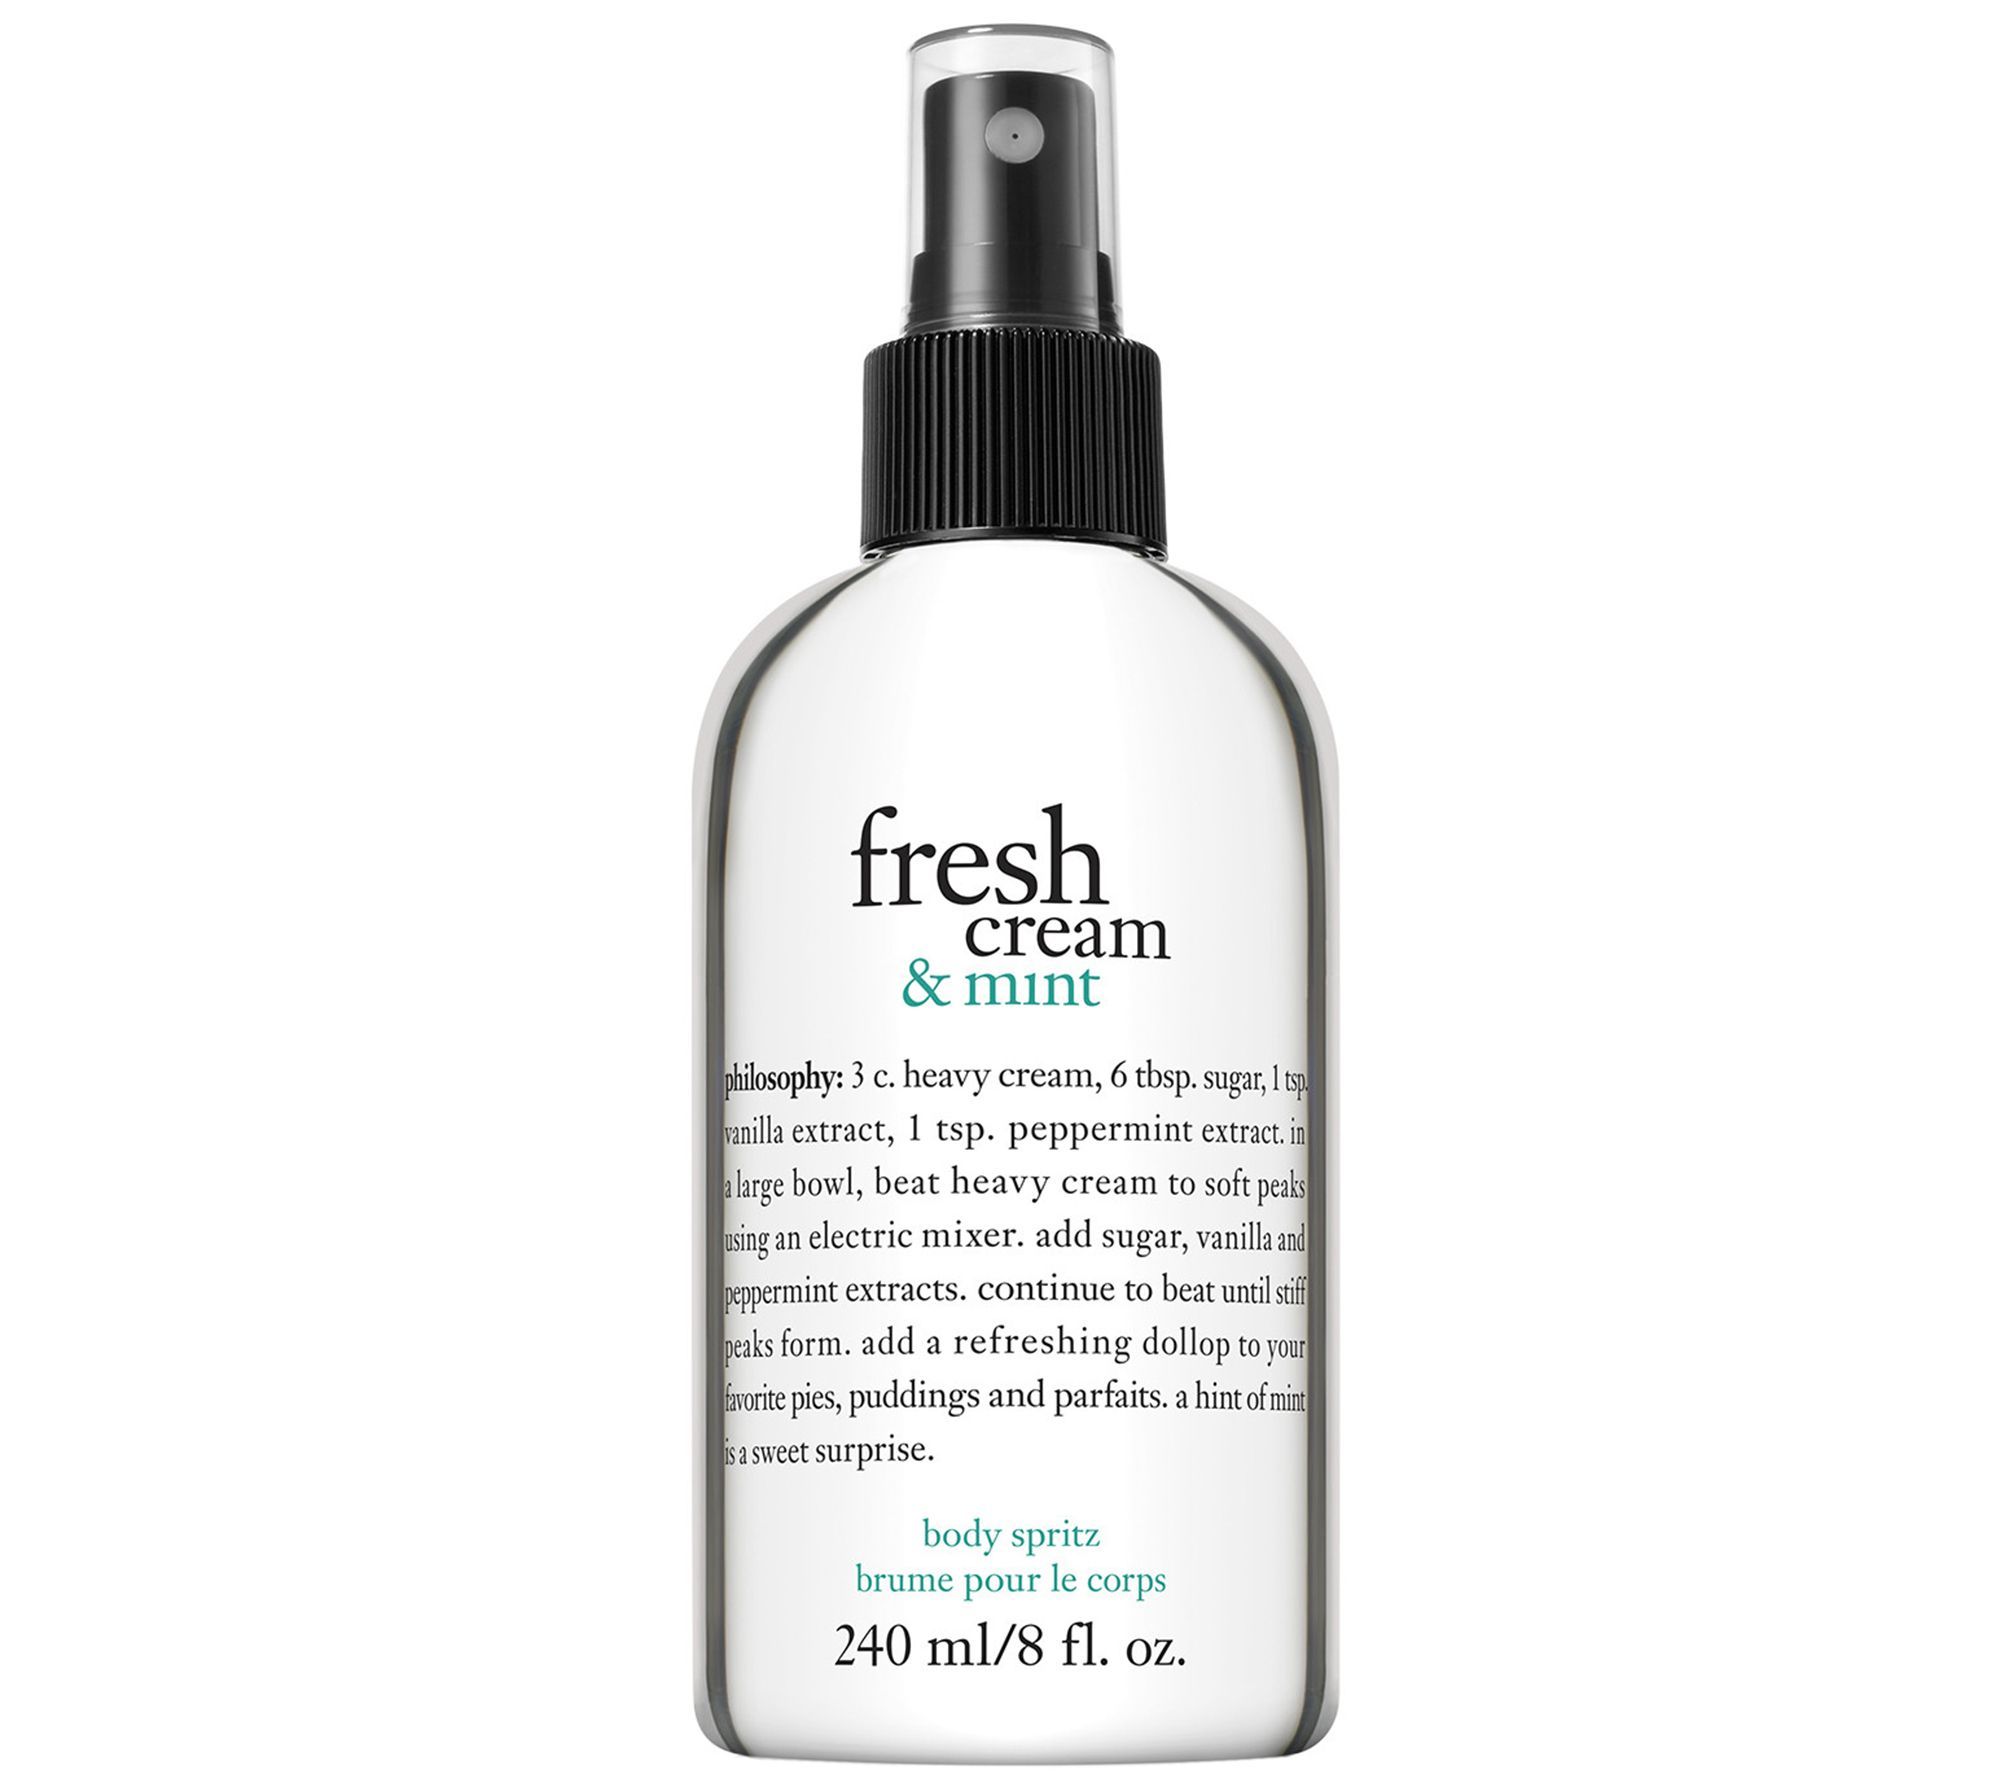 fresh
cream
& mint
philosophy: 3 c. heavy cream, 6 tbsp. sugar, 1 tsp.
vanilla extract, 1 tsp. peppermint extract. in
a large bowl, beat heavy cream to soft peaks
using an electric mixer. add sugar, vanilla and
peppermint extracts. continue to beat until stiff
peaks form. add a refreshing dollop to your
favorite pies, puddings and parfaits. a hint of mint
is a sweet surprise.
body spritz
brume pour le corps
240 ml/8 fl. oz.